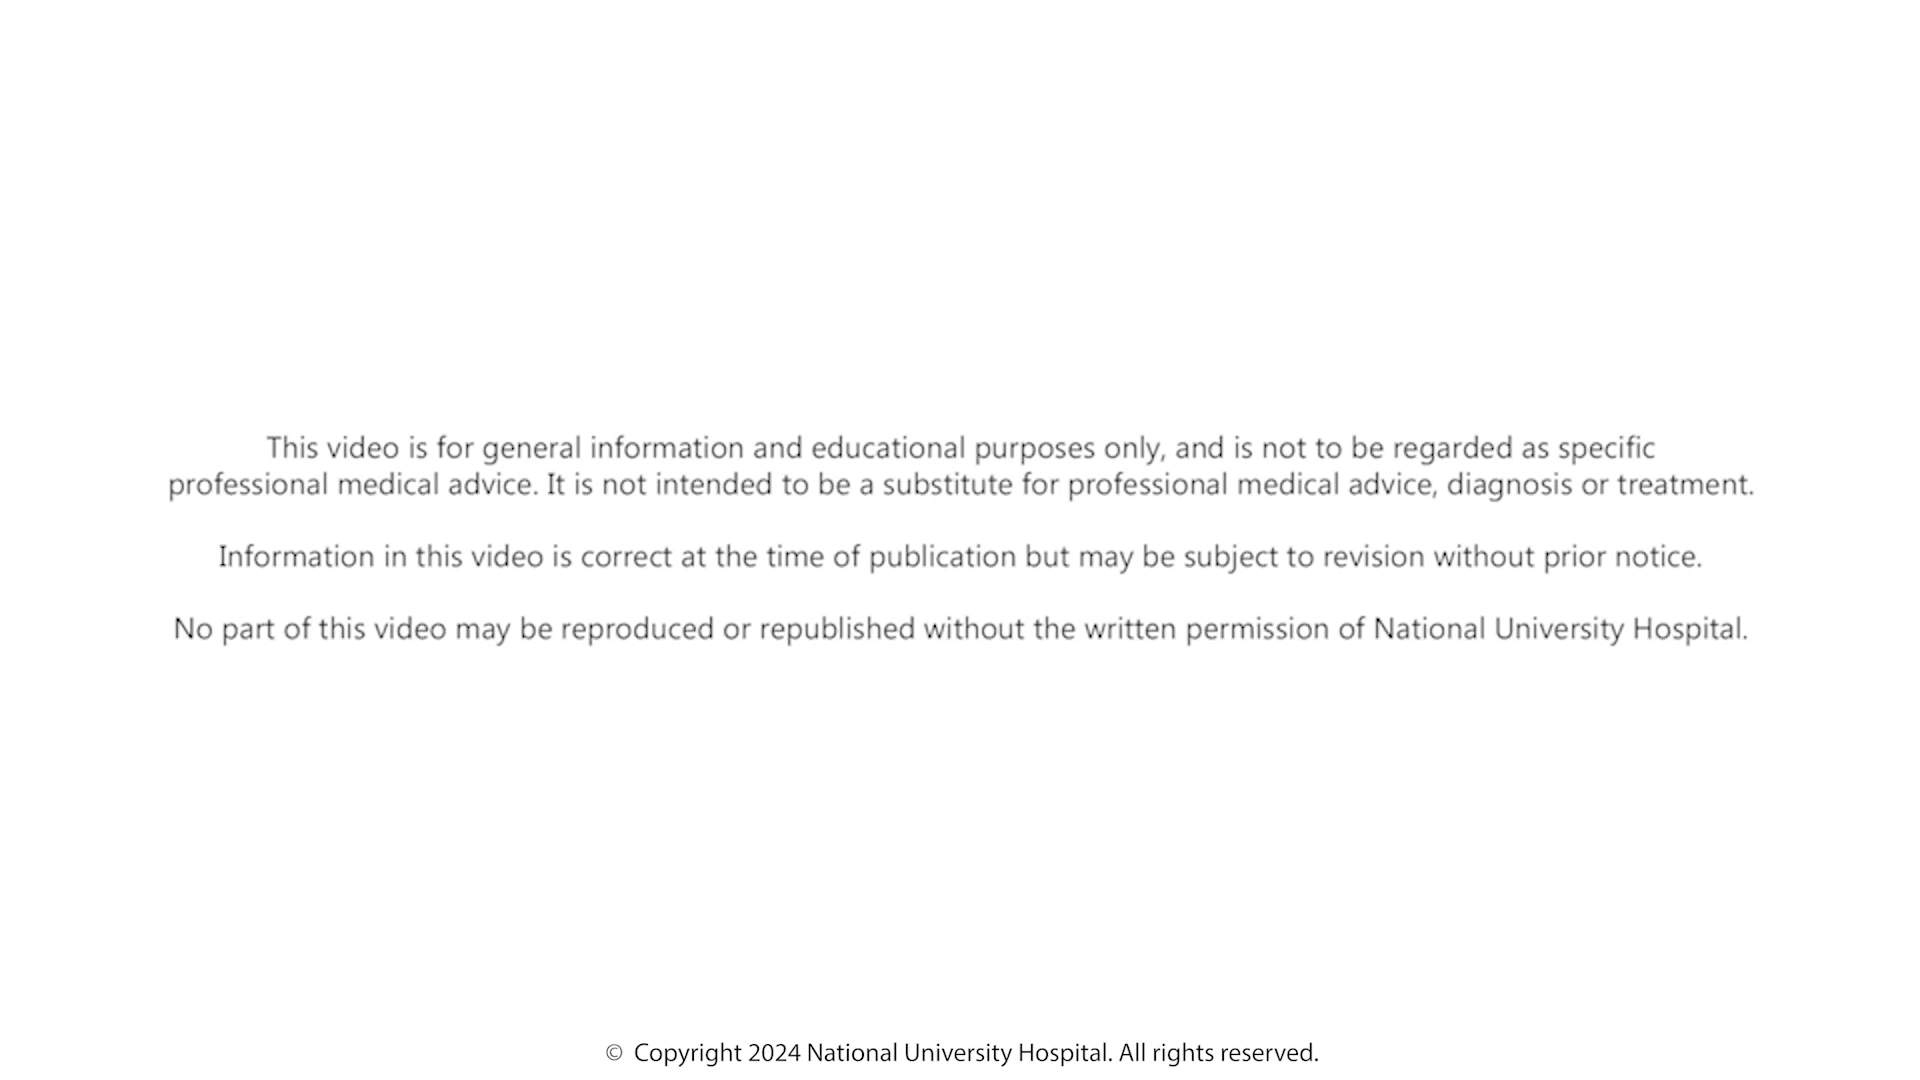 This video is for general information and educational purposes only, and is not to be regarded as specific
professional medical advice. It is not intended to be a substitute for professional medical advice, diagnosis or treatment.
Information in this video is correct at the time of publication but may be subject to revision without prior notice.
No part of this video may be reproduced or republished without the written permission of National University Hospital.
© Copyright 2024 National University Hospital. All rights reserved.